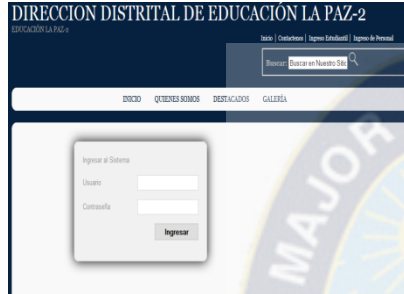 DIRECCION DISTRITAL DE EDUCACIÓN LA PAZ-2
EDUCACIÓN LA PAZ-2
Inicio | Contactenos | Ingreso Estudiantil | Ingreso de Personal
Buscar: Buscar en Nuestro Sitio
INICIO QUIENES SOMOS DESTACADOS GALERÍA
Ingresar al Sistema
Usuario
Contraseña
Ingresar
MAJOR